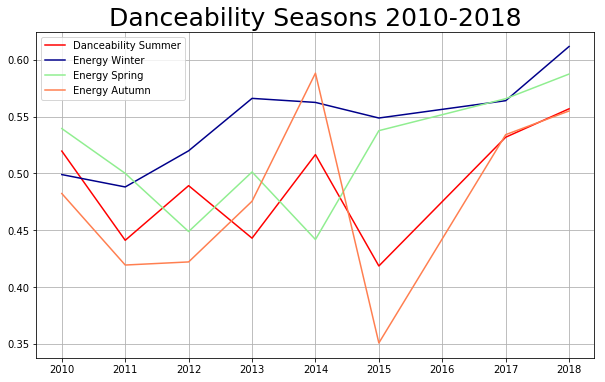 Danceability Seasons 2010-2018
Danceability Summer
Energy Winter
Energy Spring
Energy Autumn
0.60
0.55
0.50
0.45
0.40
0.35
2010 2011 2012 2013 2014 2015 2016 2017 2018